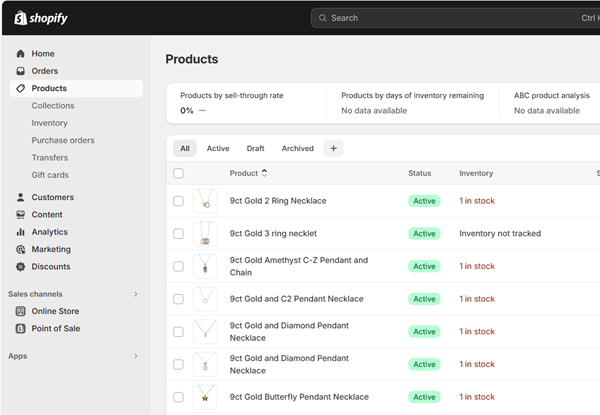 shopify
Search
Ctrl K
Home
Orders
Products
Collections
Inventory
Purchase orders
Transfers
Gift cards
Customers
Content
Analytics
Marketing
Discounts
Sales channels
Online Store
Point of Sale
Apps
Products
Products by sell-through rate
0% —
Products by days of inventory remaining
No data available
ABC product analysis
No data available
All Active Draft Archived +
Product Status Inventory S
9ct Gold 2 Ring Necklace Active 1 in stock
9ct Gold 3 ring necklet Active Inventory not tracked
9ct Gold Amethyst C-Z Pendant and
Chain
Active 1 in stock
9ct Gold and C2 Pendant Necklace Active 1 in stock
9ct Gold and Diamond Pendant
Necklace
Active 1 in stock
9ct Gold and Diamond Pendant
Necklace
Active 1 in stock
9ct Gold Butterfly Pendant Necklace Active 1 in stock